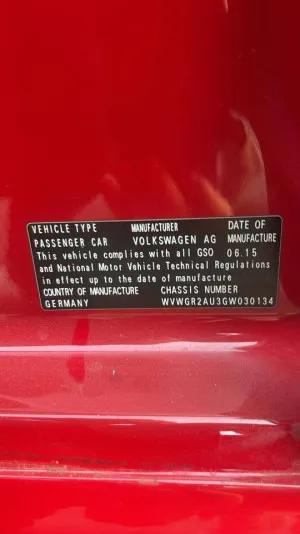 VEHICLE TYPE MANUFACTURER DATE OF
PASSENGER CAR VOLKSWAGEN AG MANUFACTURE
This vehicle complies with all GSO 06.15
and National Motor Vehicle Technical Regulations
in effect up to the date of manufacture
COUNTRY OF MANUFACTURE CHASSIS NUMBER
GERMANY WVWGR2AU3GW030134